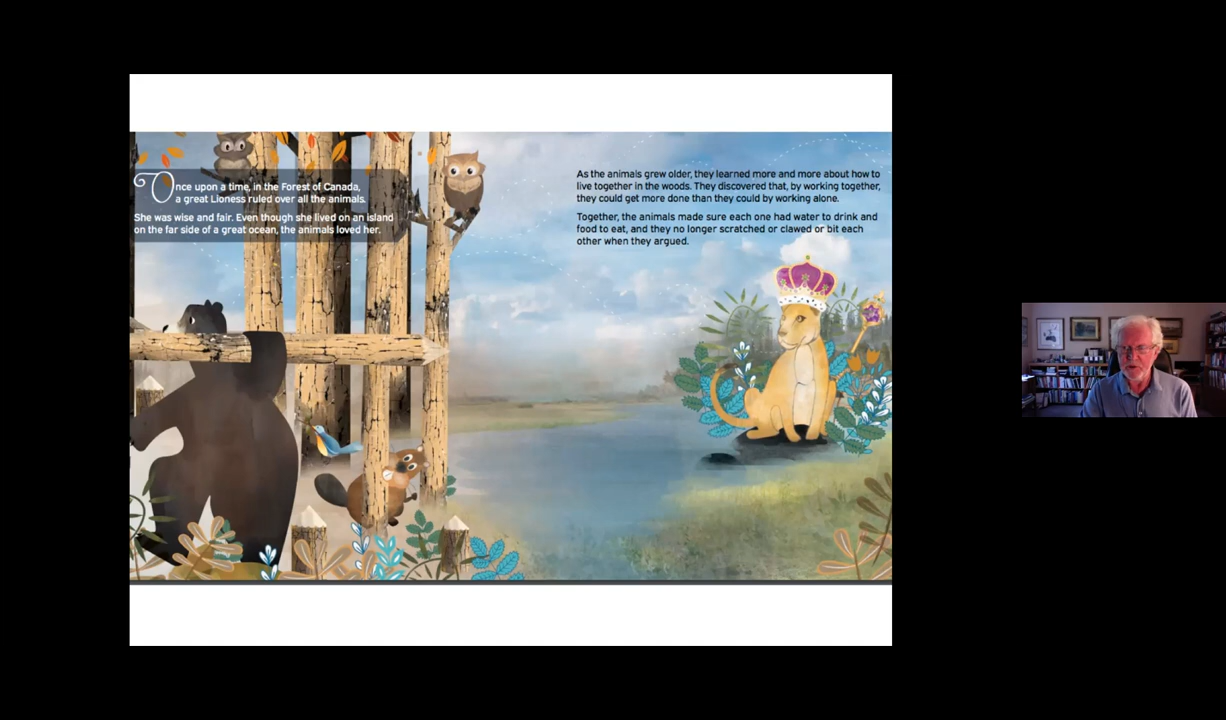 Once upon a time, in the Forest of Canada,
a great Lioness ruled over all the animals.
She was wise and fair. Even though she lived on an island
on the far side of a great ocean, the animals loved her.
As the animals grew older, they learned more and more about how to
live together in the woods. They discovered that, by working together,
they could get more done than they could by working alone.
Together, the animals made sure each one had water to drink and
food to eat, and they no longer scratched or clawed or bit each
other when they argued.